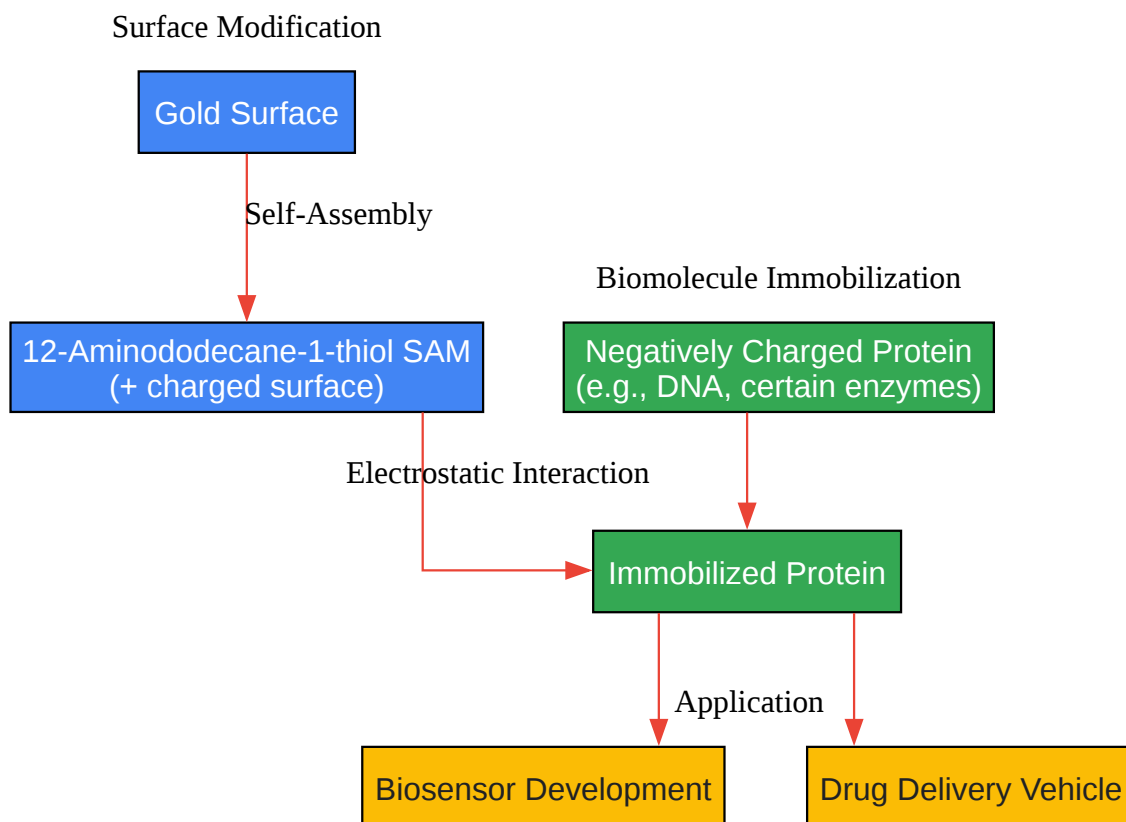 Surface Modification
Gold Surface
Self-Assembly
Biomolecule Immobilization
12-Aminododecane-1-thiol SAM
(+ charged surface)
Negatively Charged Protein
(e.g., DNA, certain enzymes)
Electrostatic Interaction
Immobilized Protein
Application
Biosensor Development
Drug Delivery Vehicle